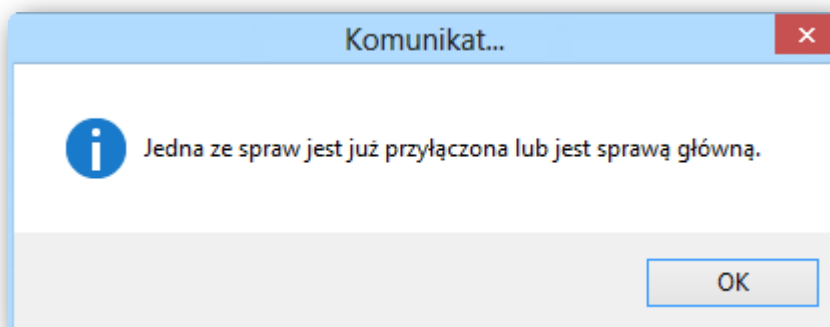 Komunikat...
Jedna ze spraw jest już przyłączona lub jest sprawą główną.
OK